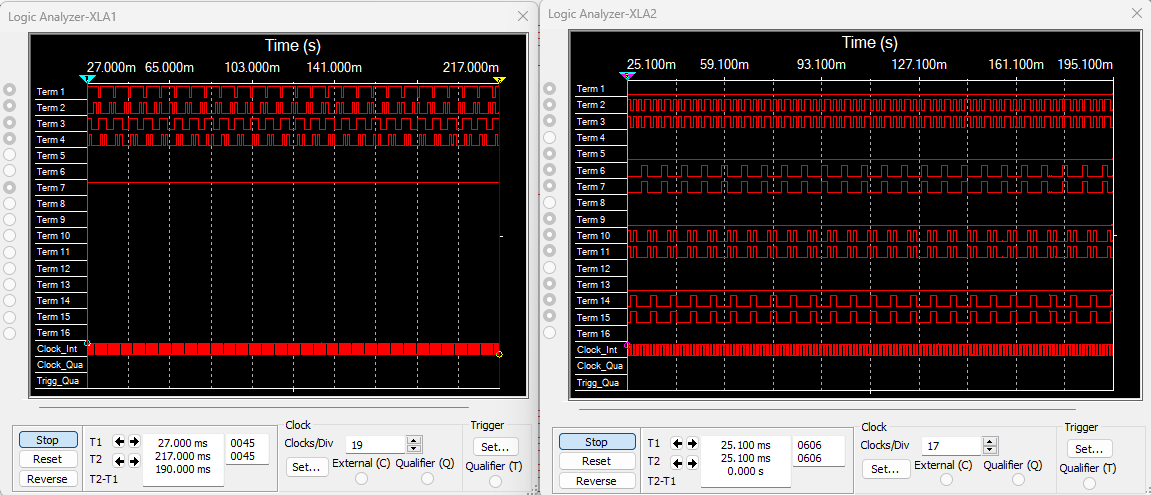 Logic Analyzer-XLA1
Time (s)
27.000m 65.000m 103.000m 141.000m 217.000m
Term 1
Term 2
Term 3
Term 4
Term 5
Term 6
Term 7
Term 8
Term 9
Term 10
Term 11
Term 12
Term 13
Term 14
Term 15
Term 16
Clock_Int
Clock_Qua
Trigg_Qua
Stop
Reset
Reverse
T1
T2
T2-T1
27.000 ms 0045
217.000 ms 0045
190.000 ms
Clock
Clocks/Div 19
Set...
External (C) Qualifier (Q)
Trigger
Set...
Qualifier (T)
Logic Analyzer-XLA2
Time (s)
25.100m 59.100m 93.100m 127.100m 161.100m 195.100m
Term 1
Term 2
Term 3
Term 4
Term 5
Term 6
Term 7
Term 8
Term 9
Term 10
Term 11
Term 12
Term 13
Term 14
Term 15
Term 16
Clock_Int
Clock_Qua
Trigg_Qua
Stop
Reset
Reverse
T1
T2
T2-T1
25.100 ms 0606
25.100 ms 0606
0.000 s
Clock
Clocks/Div 17
Set...
External (C) Qualifier (Q)
Trigger
Set...
Qualifier (T)